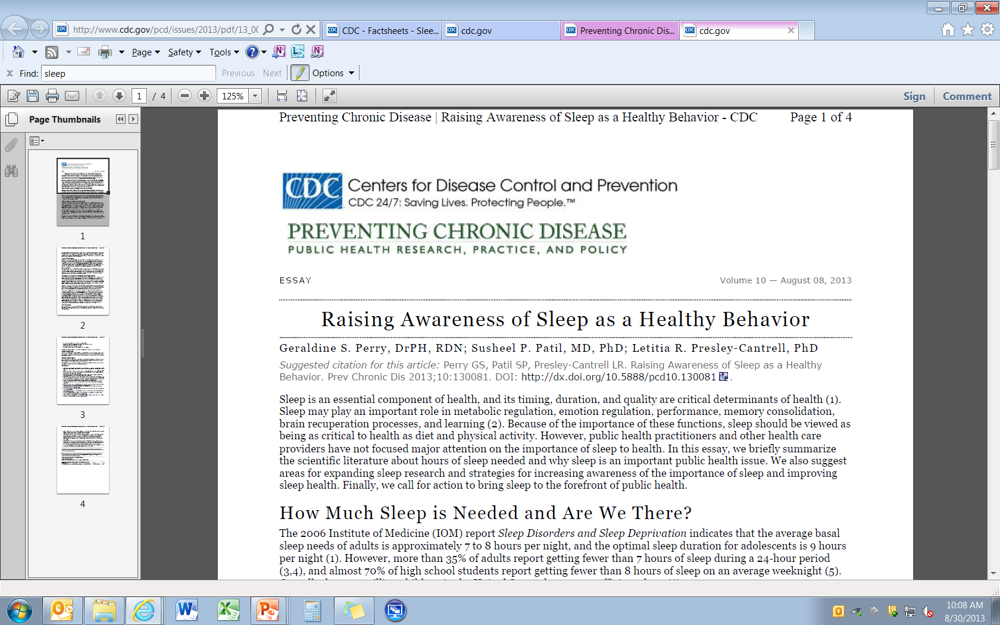 http://www.cdc.gov/pcd/issues/2013/pdf/13_00
CDC - Factsheets - Slee...
cdc.gov
Preventing Chronic Dis...
cdc.gov
Page
Safety
Tools
Find: sleep
Previous Next
Options
1 / 4
125%
Sign
Comment
Page Thumbnails
1
2
3
4
Preventing Chronic Disease | Raising Awareness of Sleep as a Healthy Behavior - CDC Page 1 of 4
CDC Centers for Disease Control and Prevention
CDC 24/7: Saving Lives. Protecting People.™
PREVENTING CHRONIC DISEASE
PUBLIC HEALTH RESEARCH, PRACTICE, AND POLICY
ESSAY
Volume 10 — August 08, 2013
Raising Awareness of Sleep as a Healthy Behavior
Geraldine S. Perry, DrPH, RDN; Susheel P. Patil, MD, PhD; Letitia R. Presley-Cantrell, PhD
Suggested citation for this article: Perry GS, Patil SP, Presley-Cantrell LR. Raising Awareness of Sleep as a Healthy
Behavior. Prev Chronic Dis 2013;10:130081. DOI: http://dx.doi.org/10.5888/pcd10.130081 .
Sleep is an essential component of health, and its timing, duration, and quality are critical determinants of health (1).
Sleep may play an important role in metabolic regulation, emotion regulation, performance, memory consolidation,
brain recuperation processes, and learning (2). Because of the importance of these functions, sleep should be viewed as
being as critical to health as diet and physical activity. However, public health practitioners and other health care
providers have not focused major attention on the importance of sleep to health. In this essay, we briefly summarize
the scientific literature about hours of sleep needed and why sleep is an important public health issue. We also suggest
areas for expanding sleep research and strategies for increasing awareness of the importance of sleep and improving
sleep health. Finally, we call for action to bring sleep to the forefront of public health.
How Much Sleep is Needed and Are We There?
The 2006 Institute of Medicine (IOM) report Sleep Disorders and Sleep Deprivation indicates that the average basal
sleep needs of adults is approximately 7 to 8 hours per night, and the optimal sleep duration for adolescents is 9 hours
per night (1). However, more than 35% of adults report getting fewer than 7 hours of sleep during a 24-hour period
(3,4), and almost 70% of high school students report getting fewer than 8 hours of sleep on an average weeknight (5).
10:08 AM
8/30/2013